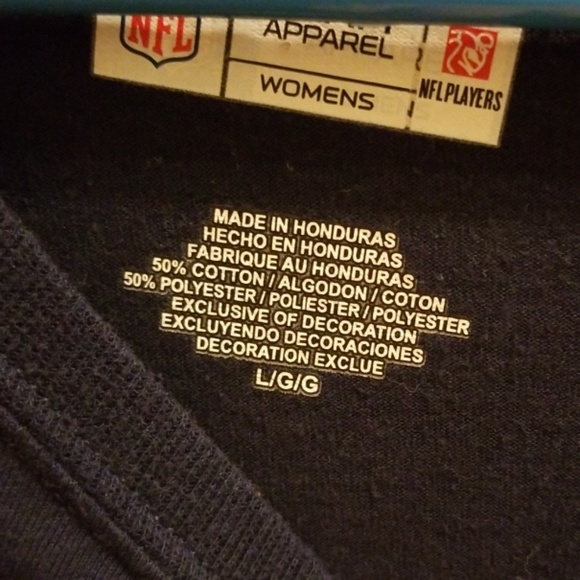 NFL
APPAREL
WOMENS
NFL PLAYERS
MADE IN HONDURAS
HECHO EN HONDURAS
FABRIQUE AU HONDURAS
50% COTTON / ALGODON / COTON
50% POLYESTER / POLIESTER / POLYESTER
EXCLUSIVE OF DECORATION
EXCLUYENDO DECORACIONES
DECORATION EXCLUE
L/G/G